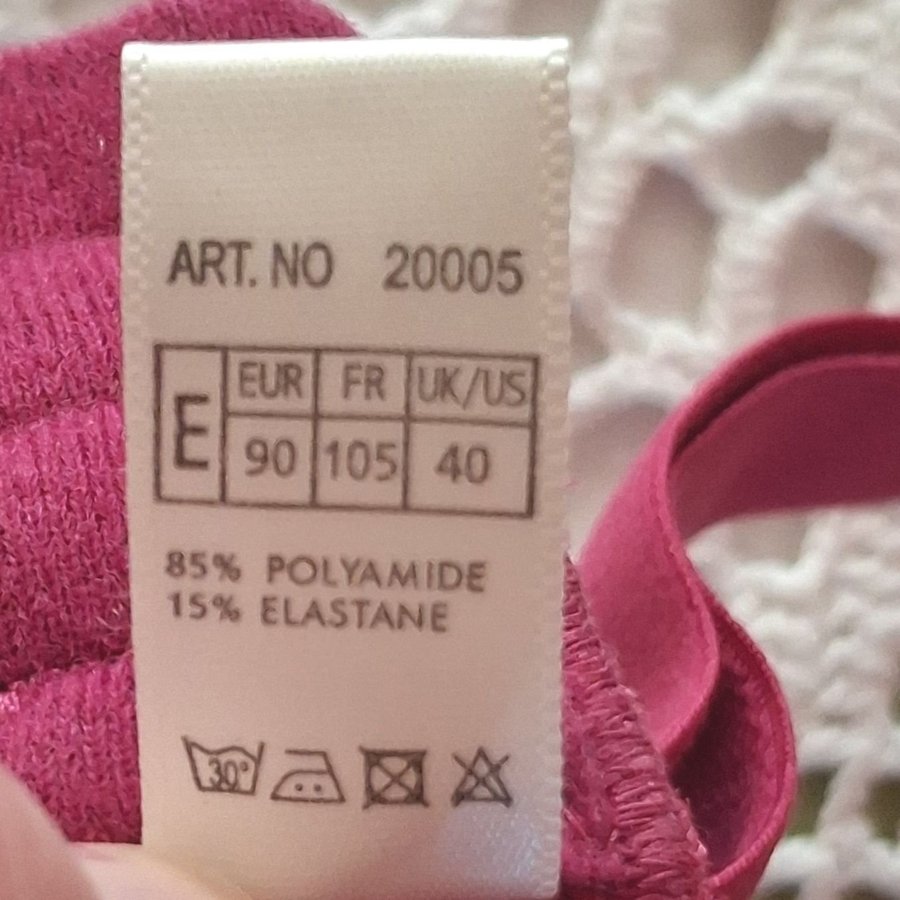 ART. NO 20005
E EUR FR UK/US
90 105 40
85% POLYAMIDE
15% ELASTANE
30°